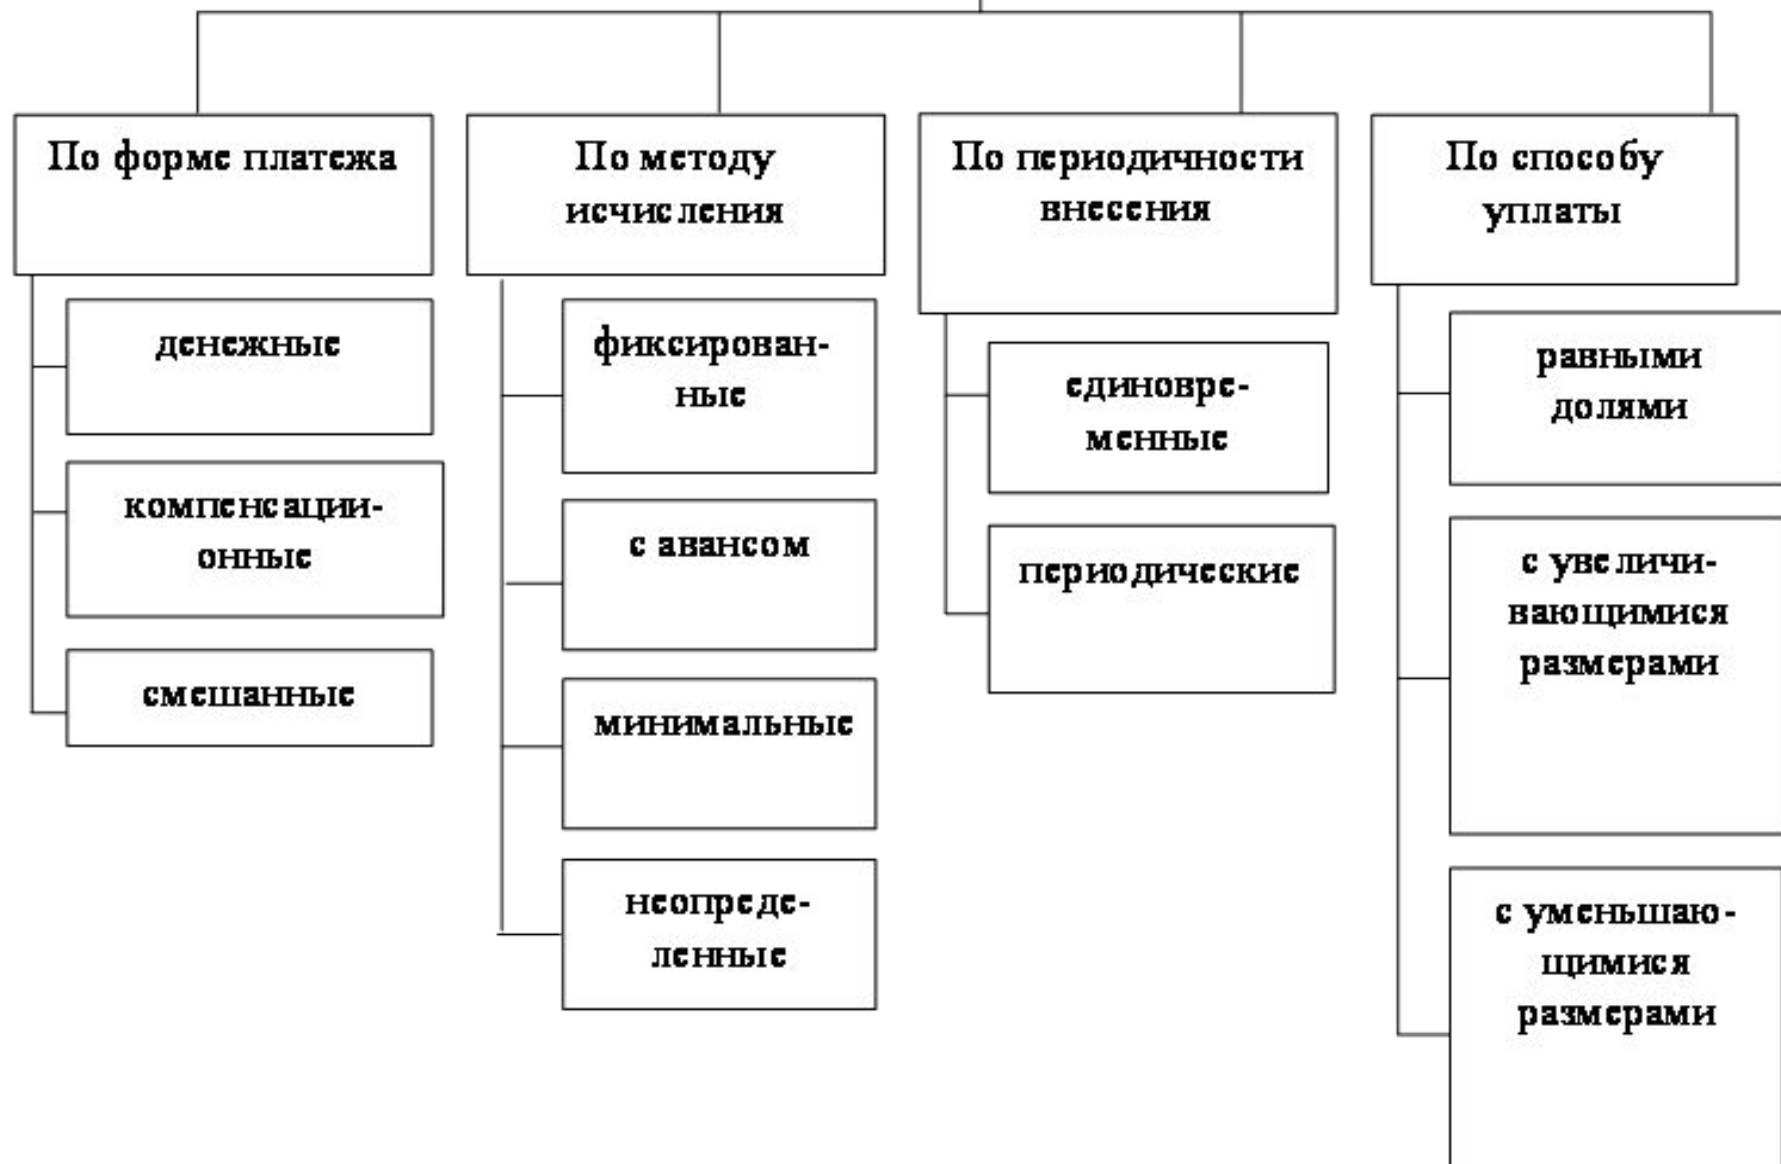 По форме платежа
денежные
компенсации-
онные
смешанные
По методу
исчисления
фиксирован-
ные
с авансом
минимальные
неопреде-
ленные
По периодичности
внесения
единовре-
менные
периодические
По способу
уплаты
равными
долями
с увеличи-
вающимися
размерами
с уменьшаю-
щимися
размерами